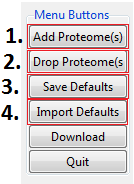 Menu Buttons
1. Add Proteome(s)
2. Drop Proteome(s
3. Save Defaults
4. Import Defaults
Download
Quit